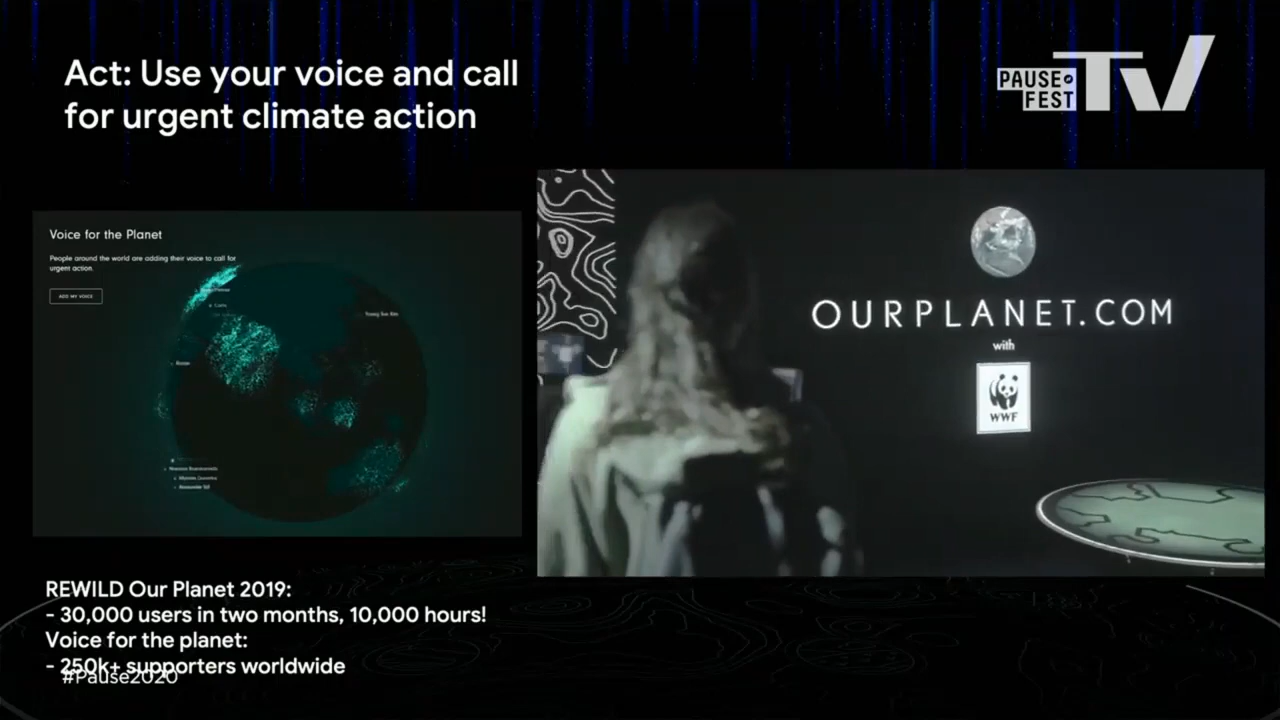 Act: Use your voice and call
for urgent climate action
PAUSE
FEST
TV
Voice for the Planet
People around the world are adding their voice to call for
urgent action.
ADD MY VOICE
OURPLANET.COM
with
WWF
REWILD Our Planet 2019:
- 30,000 users in two months, 10,000 hours!
Voice for the planet:
- 250k+ supporters worldwide
#Pause2020